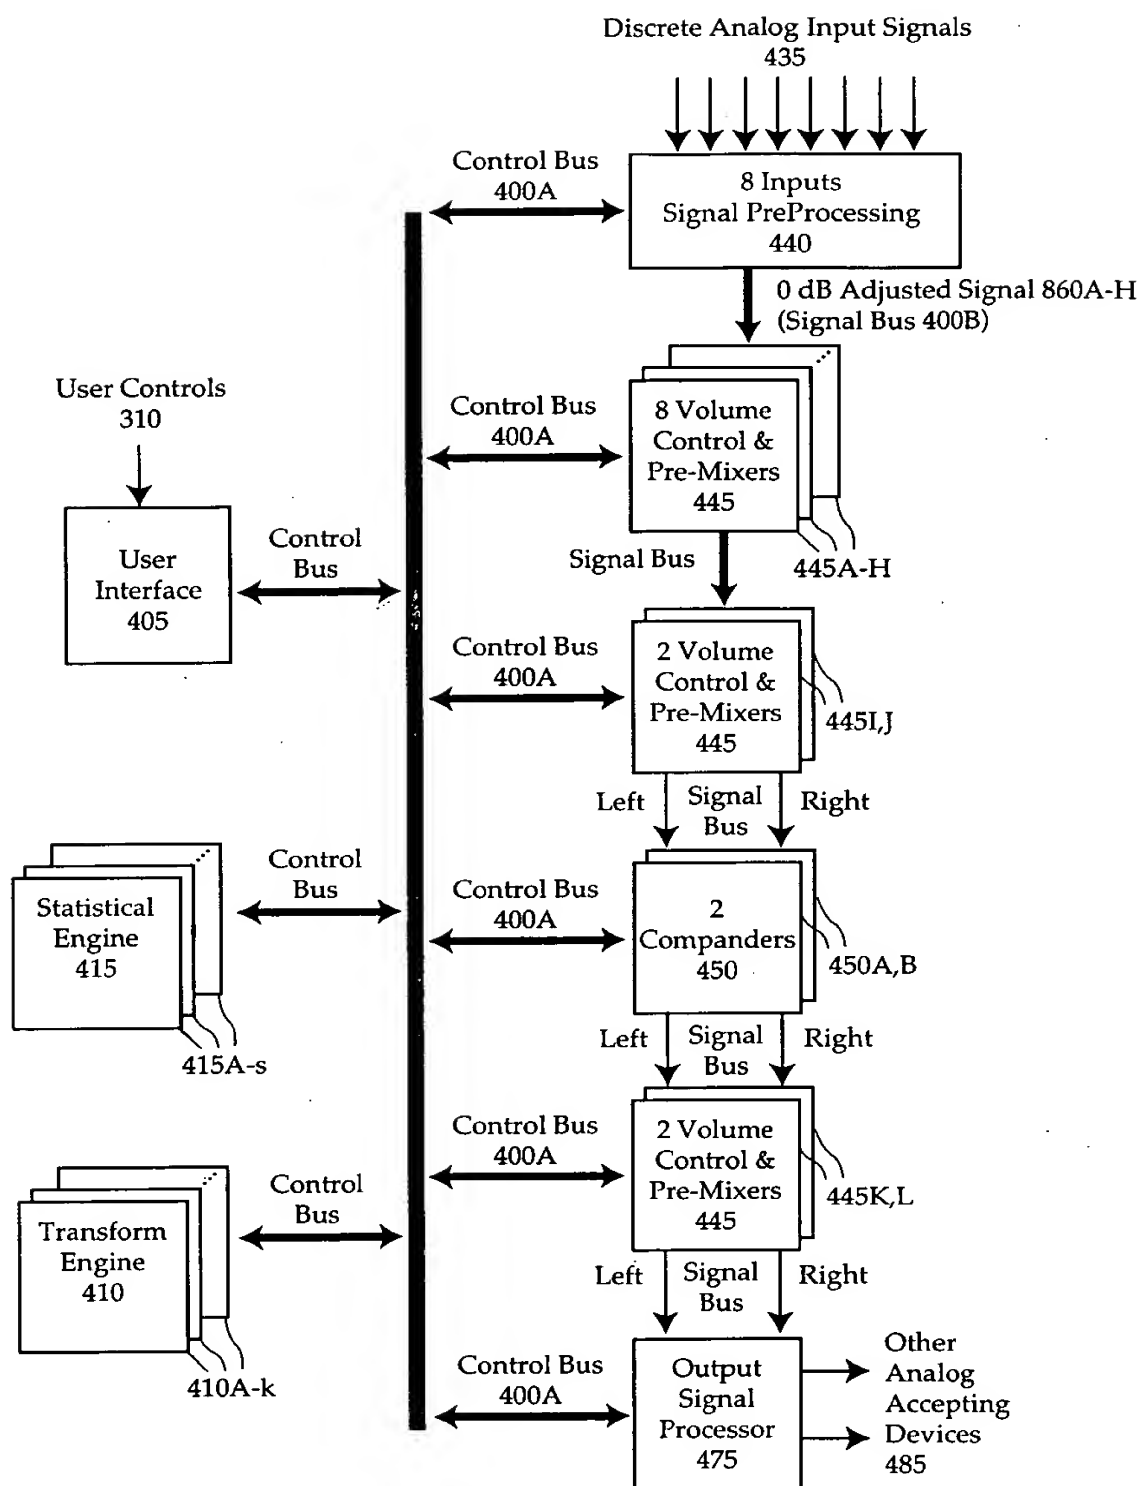 Discrete Analog Input Signals
435
Control Bus
400A
8 Inputs
Signal PreProcessing
440
0 dB Adjusted Signal 860A-H
(Signal Bus 400B)
User Controls
310
Control Bus
400A
8 Volume
Control &
Pre-Mixers
445
445A-H
User
Interface
405
Control
Bus
Signal Bus
Control Bus
400A
2 Volume
Control &
Pre-Mixers
445
445I,J
Left
Signal
Bus
Right
Statistical
Engine
415
415A-s
Control
Bus
Control Bus
400A
2
Companders
450
450A,B
Left
Signal
Bus
Right
Control Bus
400A
2 Volume
Control &
Pre-Mixers
445
445K,L
Transform
Engine
410
410A-k
Control
Bus
Left
Signal
Bus
Right
Control Bus
400A
Output
Signal
Processor
475
Other
Analog
Accepting
Devices
485